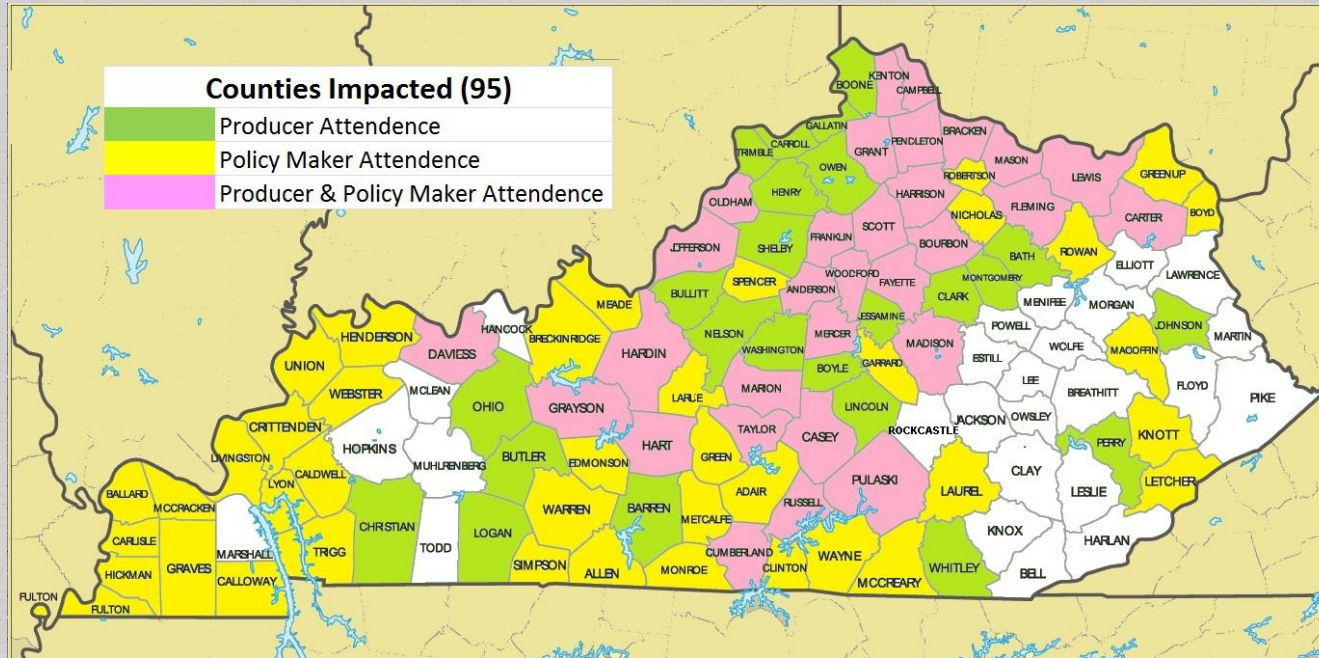 Counties Impacted (95)
Producer Attendence
Policy Maker Attendence
Producer & Policy Maker Attendence
BOONE
KENTON
CAMPBELL
GALLATIN
CARROLL
TRIMBLE
OWEN
GRANT
PENDLETON
BRACKEN
MASON
ROBERTSON
LEWIS
GREENUP
BOYD
CARTER
HENRY
OLDHAM
HARRISON
NICHOLAS
FLEMING
ROWAN
ELLIOTT
LAWRENCE
JEFFERSON
SHELBY
FRANKLIN
SCOTT
BOURBON
BATH
MONTGOMERY
MENIFEE
MORGAN
SPENCER
ANDERSON
WOODFORD
FAYETTE
CLARK
POWELL
WOLFE
JOHNSON
MARTIN
BULLITT
NELSON
WASHINGTON
MERCER
JESSAMINE
MADISON
ESTILL
LEE
MAGOFFIN
FLOYD
PIKE
MEADE
HANCOCK
BRECKINRIDGE
HARDIN
LARUE
MARION
BOYLE
GARRARD
LINCOLN
ROCKCASTLE
JACKSON
OWSLEY
BREATHITT
KNOTT
PERRY
LETCHER
HENDERSON
DAVIESS
UNION
WEBSTER
MCLEAN
OHIO
GRAYSON
HART
TAYLOR
CASEY
GREEN
PULASKI
LAUREL
CLAY
LESLIE
CRITTENDEN
HOPKINS
MUHLRENBERG
BUTLER
EDMONSON
ADAIR
RUSSELL
KNOX
HARLAN
LIVINGSTON
CALDWELL
LYON
CHRISTIAN
LOGAN
WARREN
BARREN
METCALFE
BALLARD
MCCRACKEN
CARLISLE
MARSHALL
TRIGG
TODD
SIMPSON
ALLEN
MONROE
CUMBERLAND
CLINTON
WAYNE
MCCREARY
WHITLEY
BELL
HICKMAN
GRAVES
CALLOWAY
FULTON
FULTON